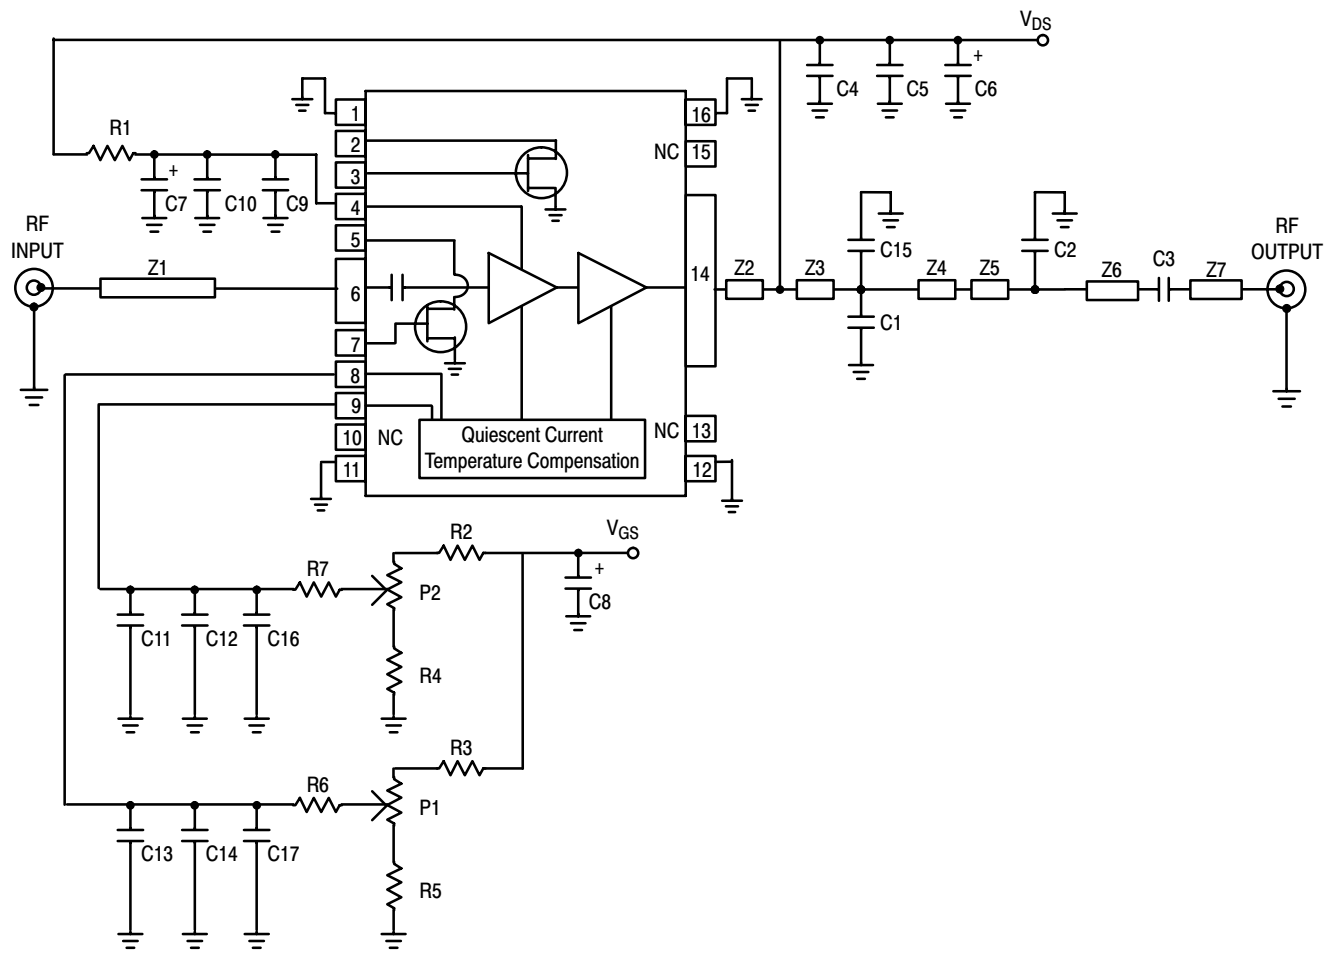 VDS
+
C4
C5
C6
R1
+
C7
C10
C9
1
2
3
4
5
6
7
8
9
10
11
16
15
14
13
12
NC
NC
NC
Quiescent Current
Temperature Compensation
RF
INPUT
Z1
Z2
Z3
C15
C1
Z4
Z5
C2
Z6
C3
Z7
RF
OUTPUT
VGS
+
C8
R2
R7
P2
C11
C12
C16
R4
R3
R6
P1
C13
C14
C17
R5